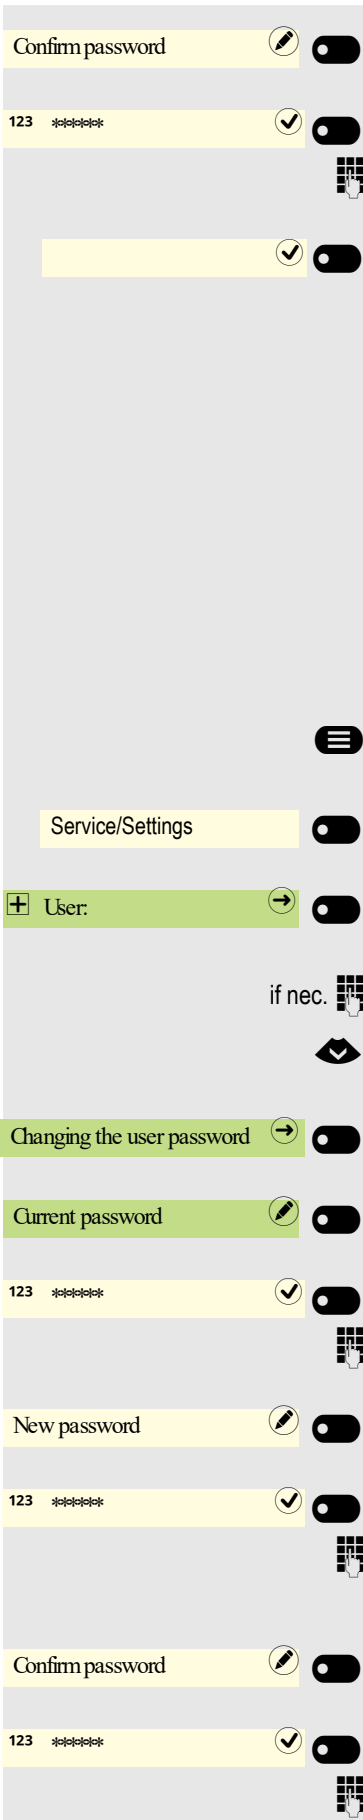 Confirm password
123 ******
Service/Settings
User:
if nec.
Changing the user password
Current password
123 ******
New password
123 ******
Confirm password
123 ******